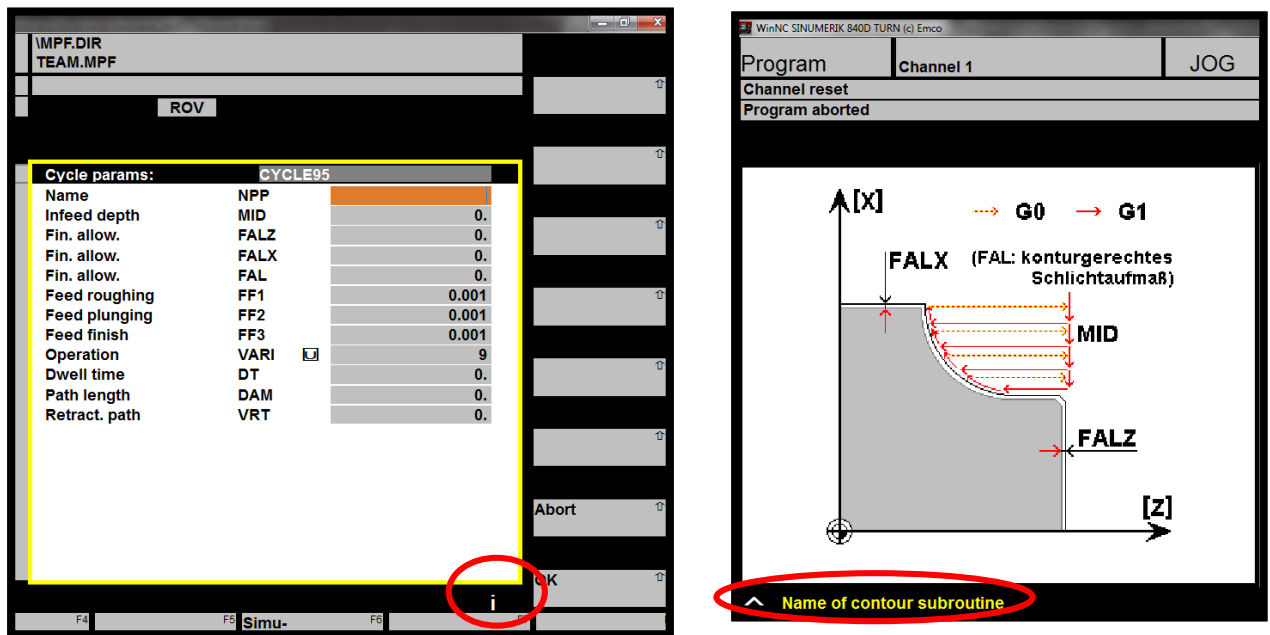 \MPF.DIR
TEAM.MPF
ROV
Cycle params: CYCLE95
Name NPP
Infeed depth MID 0.
Fin. allow. FALZ 0.
Fin. allow. FALX 0.
Fin. allow. FAL 0.
Feed roughing FF1 0.001
Feed plunging FF2 0.001
Feed finish FF3 0.001
Operation VARI 9
Dwell time DT 0.
Path length DAM 0.
Retract. path VRT 0.
Abort
OK
i
F4 F5 Simu- F6
WinNC SINUMERIK 840D TURN (c) Emco
Program Channel 1 JOG
Channel reset
Program aborted
[X]
G0 G1
FALX (FAL: konturgerechtes
Schlichtaufmaß)
MID
FALZ
[Z]
Name of contour subroutine